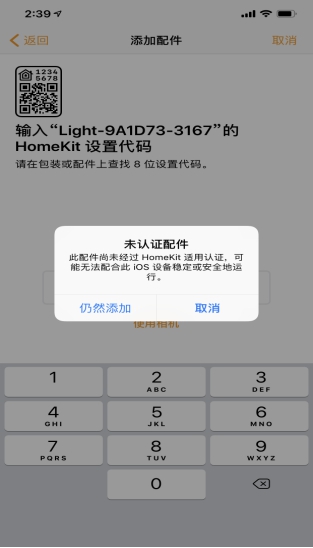 2:39
返回
添加配件
取消
1234
5678
输入“Light-9A1D73-3167”的
HomeKit 设置代码
请在包装或配件上查找 8 位设置代码。
未认证配件
此配件尚未经过 HomeKit 适用认证，可
能无法配合此 iOS 设备稳定或安全地运
行。
仍然添加
取消
使用相机
1
2
ABC
3
DEF
4
GHI
5
JKL
6
MNO
7
PQRS
8
TUV
9
WXYZ
0